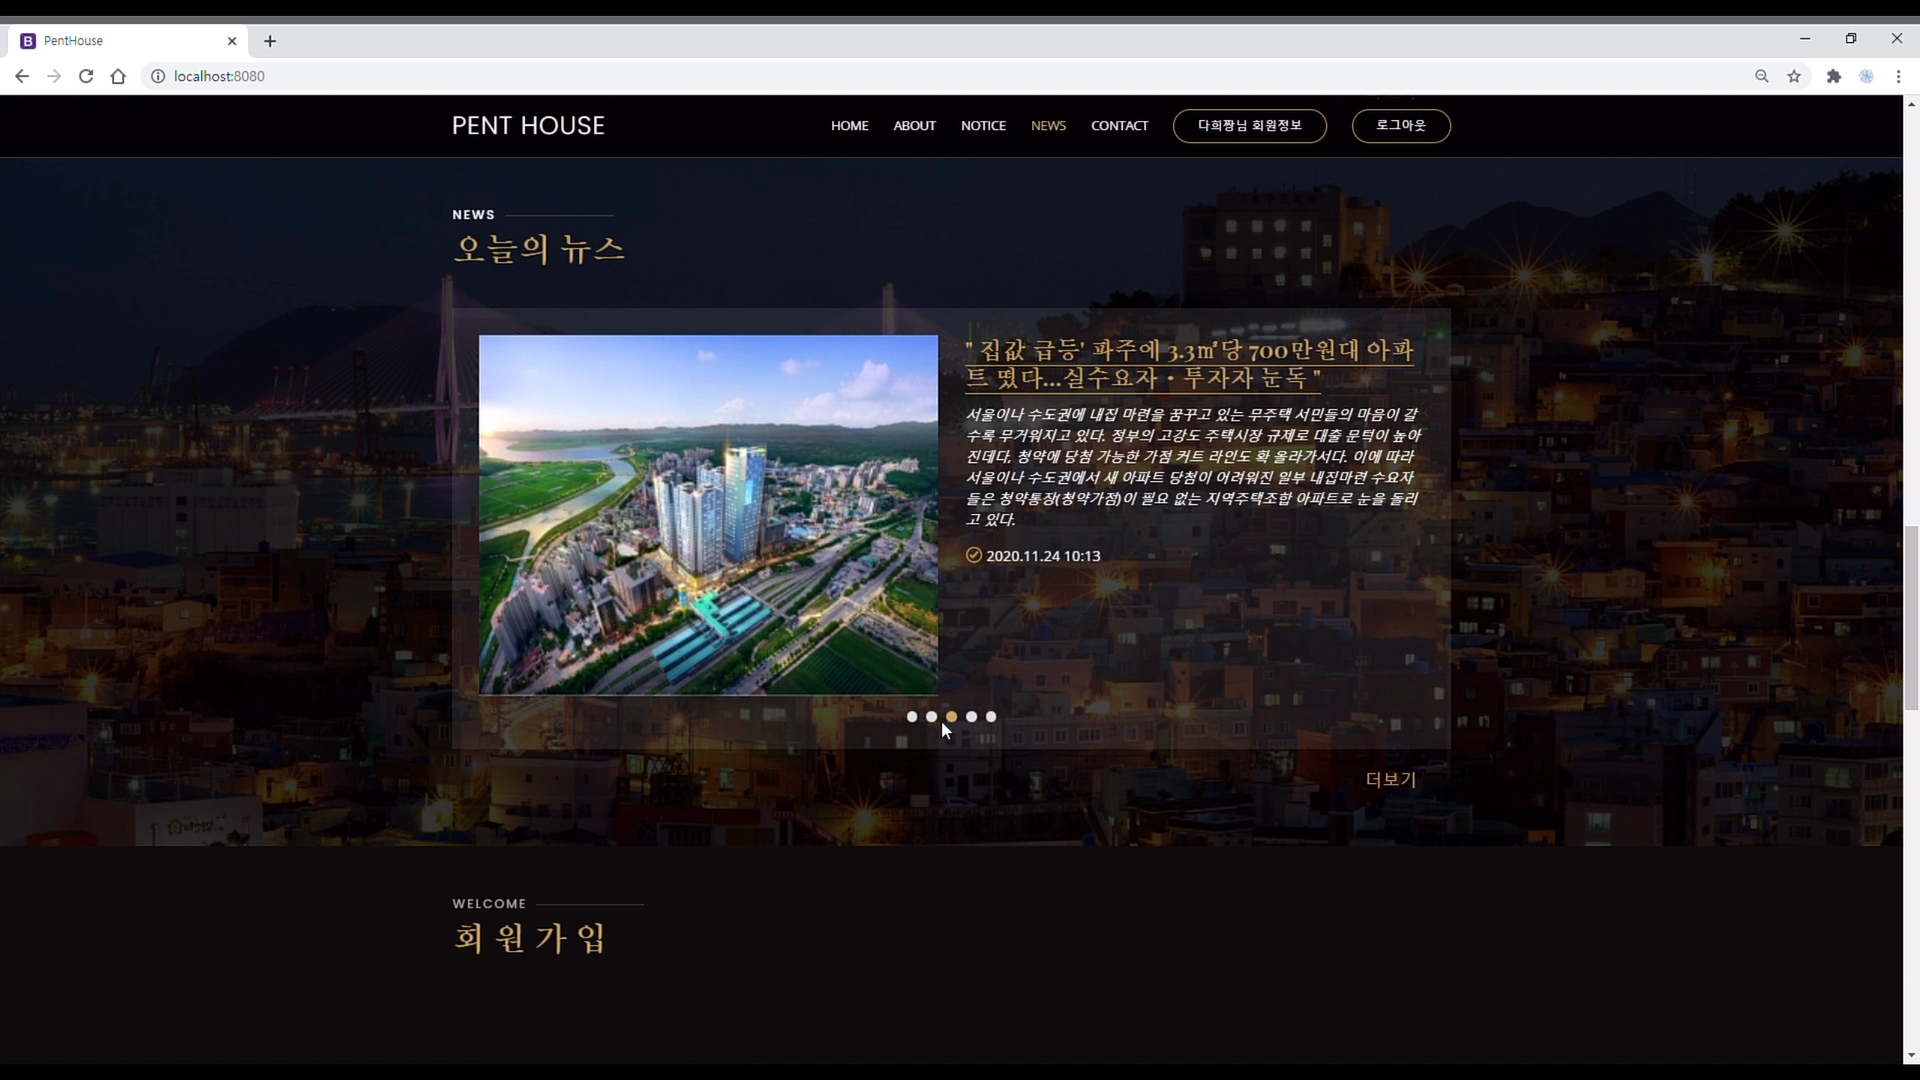 PentHouse
localhost:8080
PENT HOUSE
HOME ABOUT NOTICE NEWS CONTACT 다희짱님 회원정보 로그아웃
NEWS
오늘의 뉴스
" 집값 급등' 파주에 3.3㎡당 700만원대 아파
트 떴다...실수요자・투자자 눈독 "
서울이나 수도권에 내집 마련을 꿈꾸고 있는 무주택 서민들의 마음이 갈
수록 무거워지고 있다. 정부의 고강도 주택시장 규제로 대출 문턱이 높아
진데다, 청약에 당첨 가능한 가점 커트 라인도 확 올라가서다. 이에 따라
서울이나 수도권에서 새 아파트 당첨이 어려워진 일부 내집마련 수요자
들은 청약통장(청약가점)이 필요 없는 지역주택조합 아파트로 눈을 돌리
고 있다.
2020.11.24 10:13
더보기
WELCOME
회 원 가 입